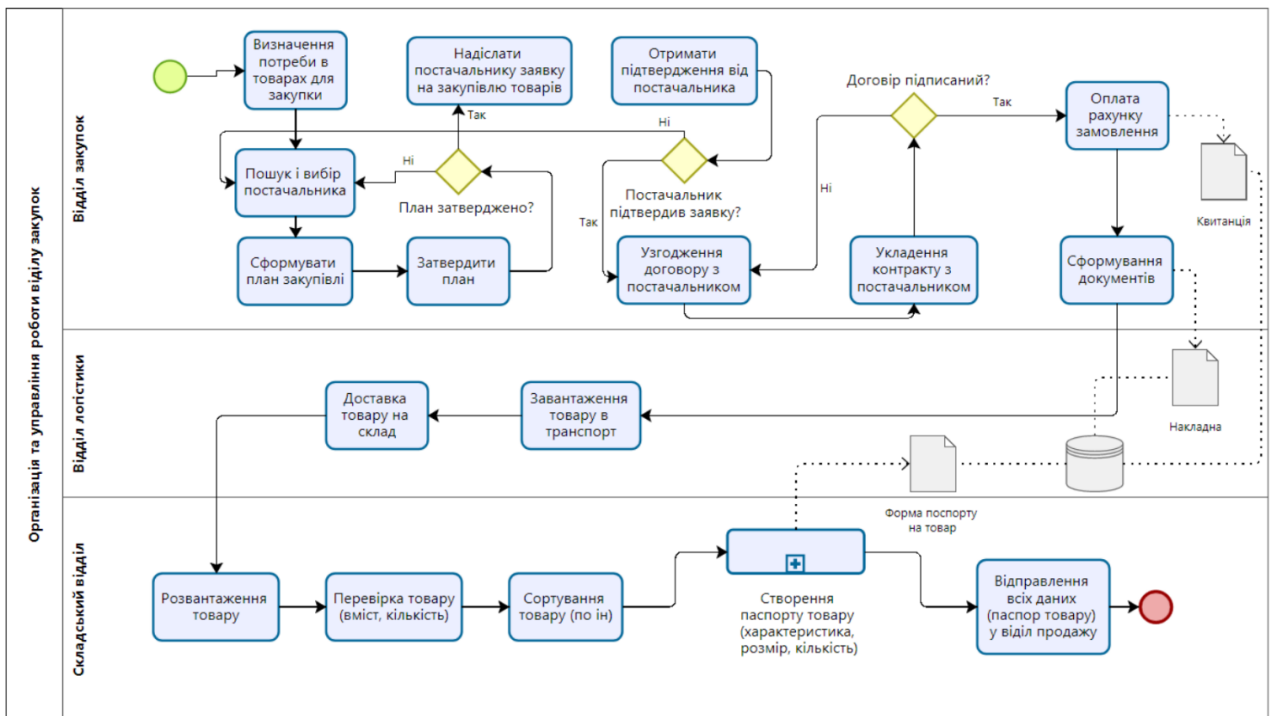 Організація та управління роботи віділу закупок
Відділ закупок
Визначення
потреби в
товарах для
закупки
Надіслати
постачальнику заявку
на закупівлю товарів
Отримати
підтвердження від
постачальника
Договір підписаний?
Так
Оплата
рахунку
замовлення
Так
Ні
Пошук і вибір
постачальника
Ні
План затверджено?
Постачальник
підтвердив заявку?
Ні
Квитанція
Так
Сформувати
план закупівлі
Затвердити
план
Узгодження
договору з
постачальником
Укладення
контракту з
постачальником
Сформування
документів
Відділ логістики
Доставка
товару на
склад
Завантаження
товару в
транспорт
Накладна
Форма поспорту
на товар
Складський відділ
Розвантаження
товару
Перевірка товару
(вміст, кількість)
Сортування
товару (по ін)
Створення
паспорту товару
(характеристика,
розмір, кількість)
Відправлення
всіх даних
(паспор товару)
у віділ продажу